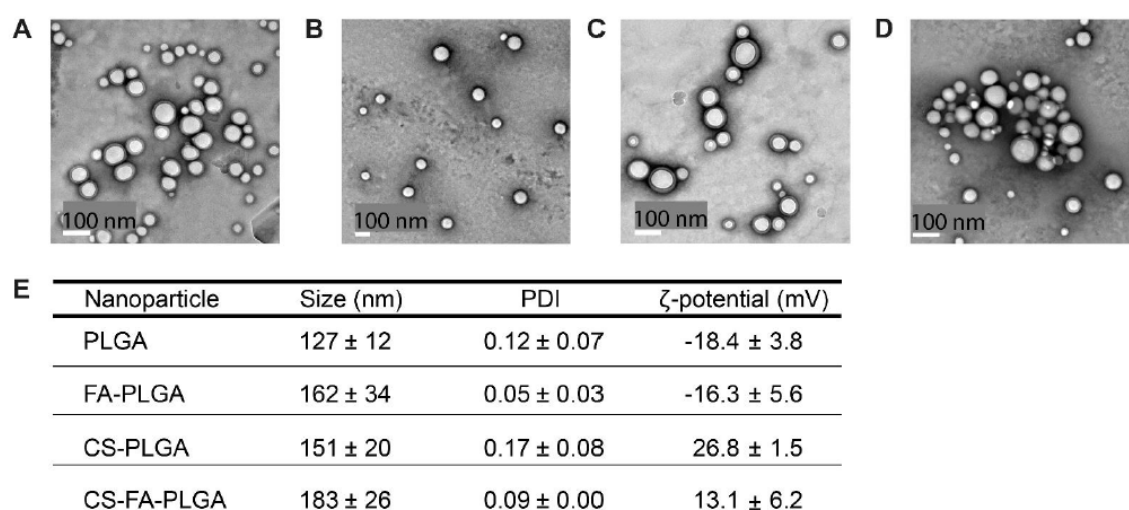 A B C D
100 nm 100 nm 100 nm 100 nm
E Nanoparticle Size (nm) PDI ζ-potential (mV)
PLGA 127 ± 12 0.12 ± 0.07 -18.4 ± 3.8
FA-PLGA 162 ± 34 0.05 ± 0.03 -16.3 ± 5.6
CS-PLGA 151 ± 20 0.17 ± 0.08 26.8 ± 1.5
CS-FA-PLGA 183 ± 26 0.09 ± 0.00 13.1 ± 6.2